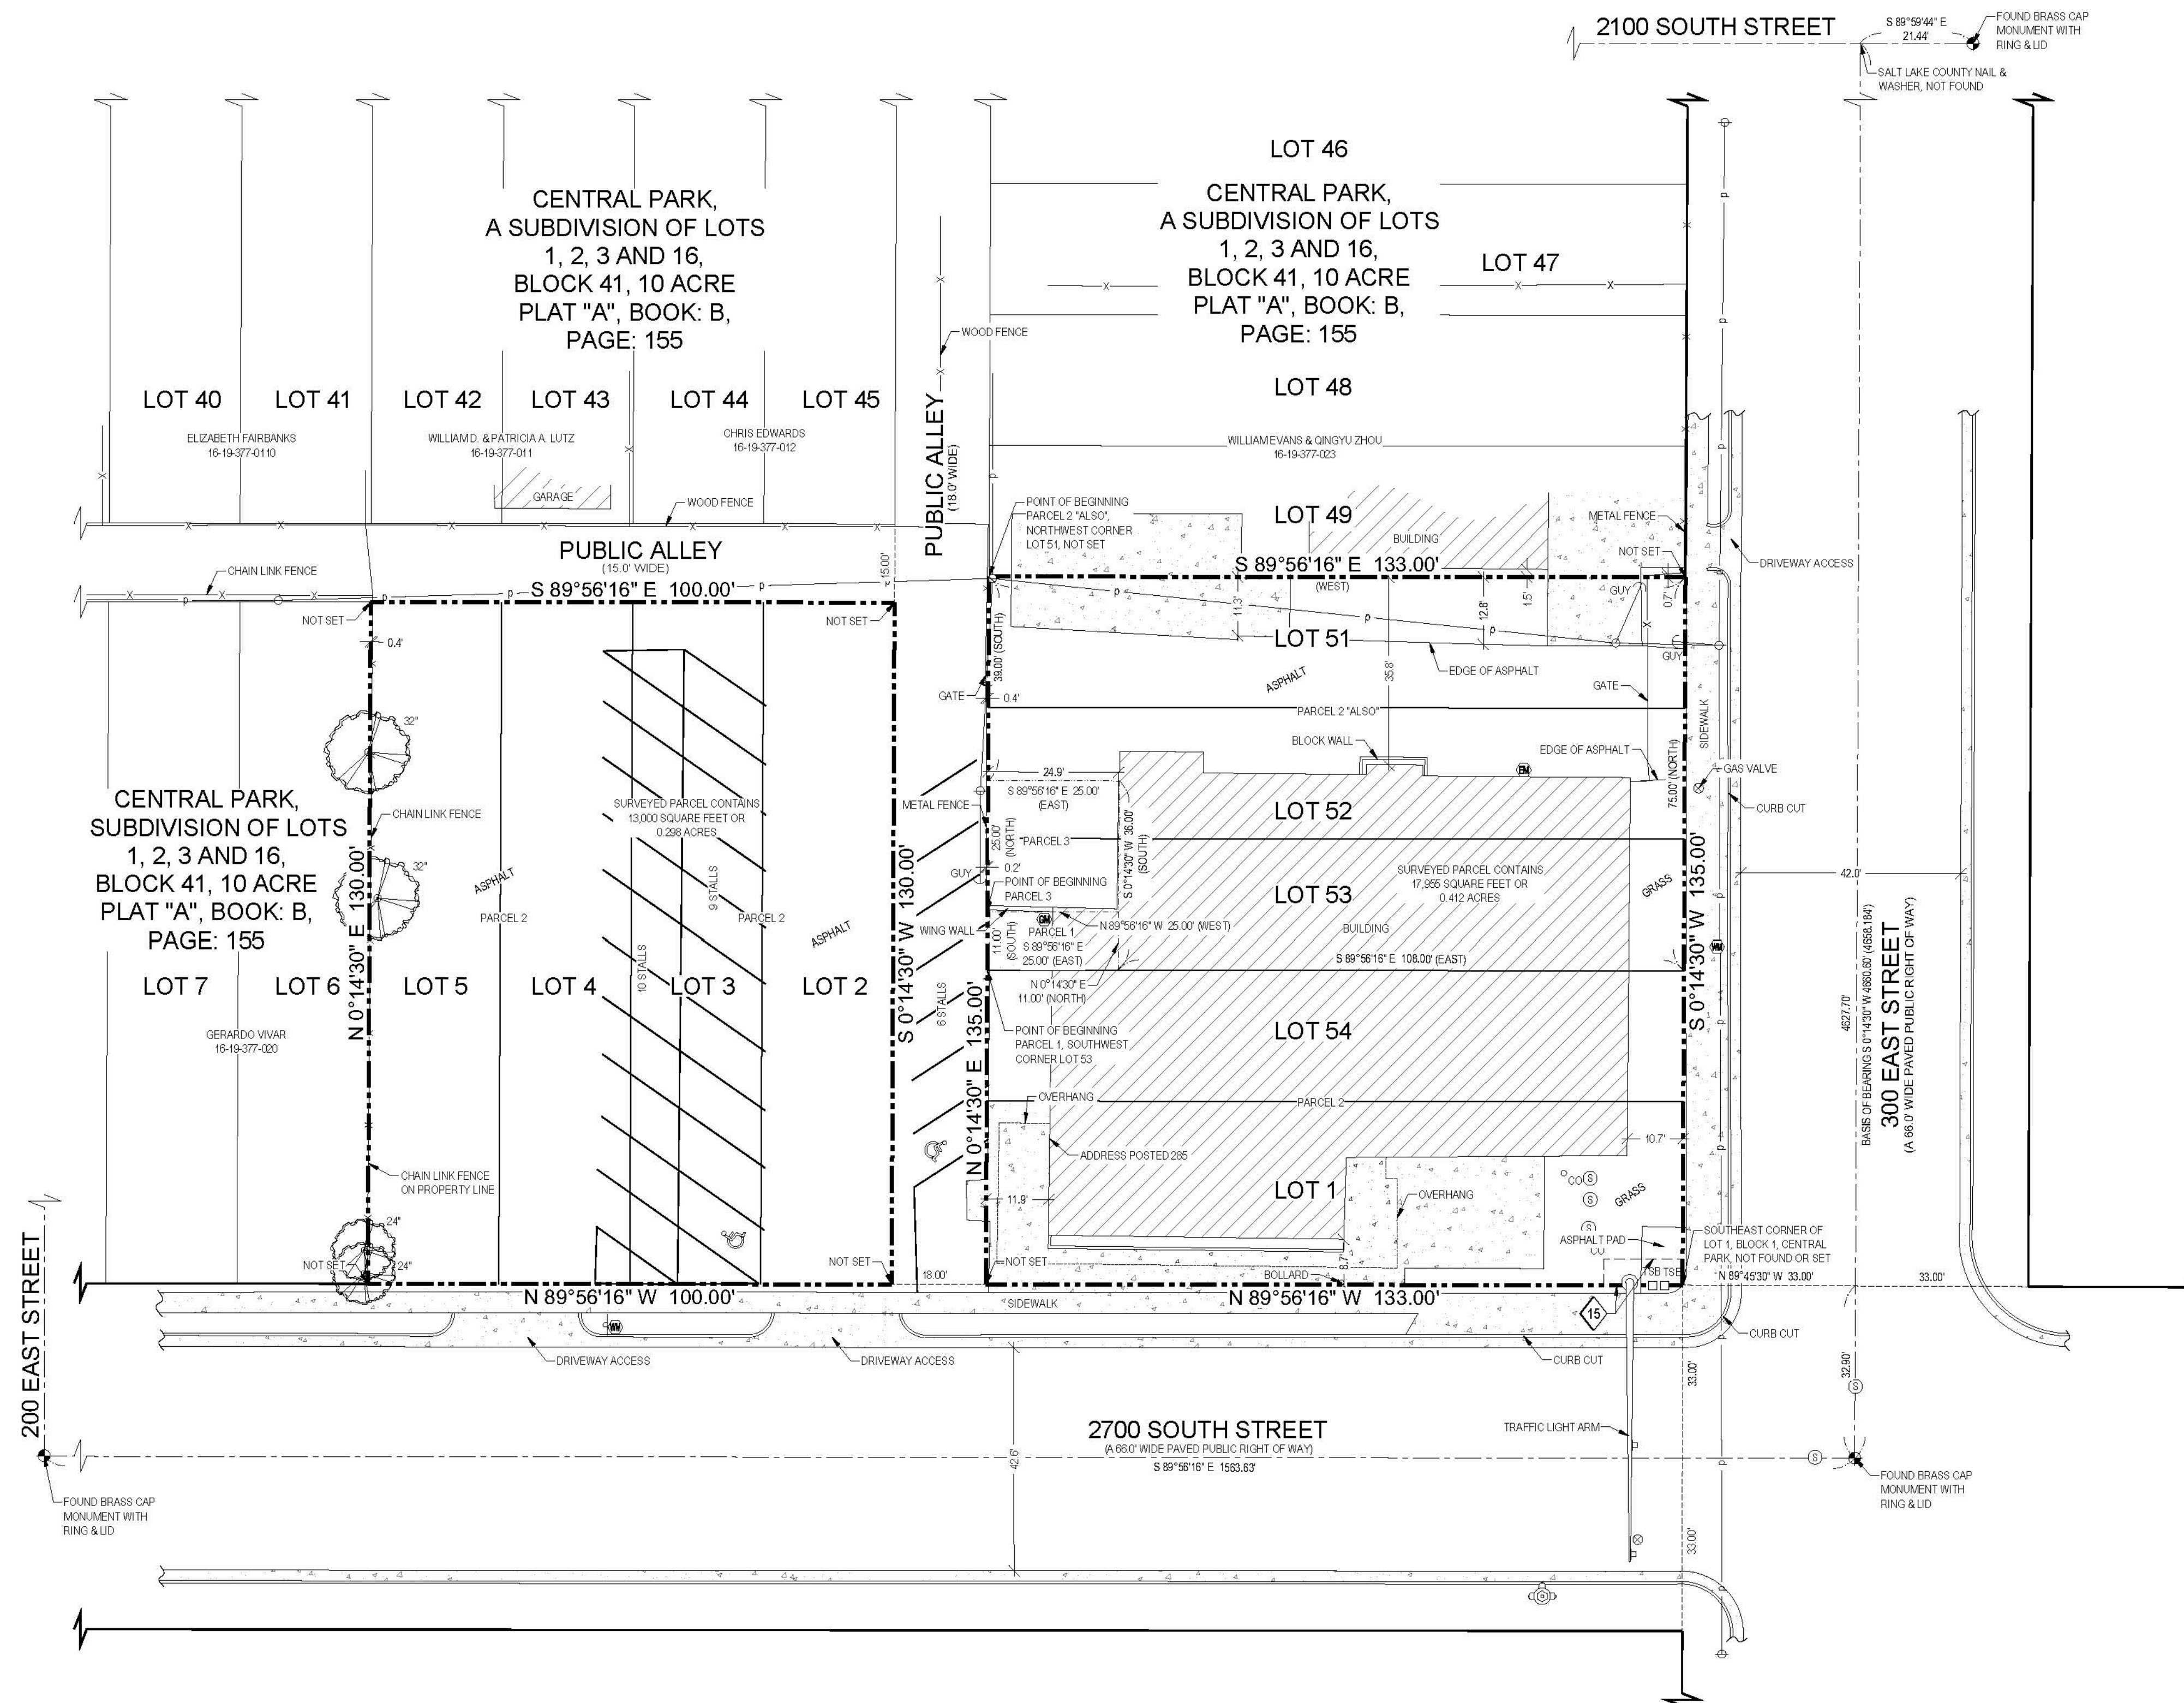 2100 SOUTH STREET
S 89°59'44" E
21.44'
FOUND BRASS CAP
MONUMENT WITH
RING & LID
SALT LAKE COUNTY NAIL &
WASHER, NOT FOUND
LOT 46
CENTRAL PARK,
A SUBDIVISION OF LOTS
1, 2, 3 AND 16,
BLOCK 41, 10 ACRE
PLAT "A", BOOK: B,
PAGE: 155
CENTRAL PARK,
A SUBDIVISION OF LOTS
1, 2, 3 AND 16,
BLOCK 41, 10 ACRE
PLAT "A", BOOK: B,
PAGE: 155
LOT 47
WOOD FENCE
LOT 48
LOT 40
LOT 41
LOT 42
LOT 43
LOT 44
LOT 45
ELIZABETH FAIRBANKS
16-19-377-0110
WILLIAM D. & PATRICIA A. LUTZ
16-19-377-011
CHRIS EDWARDS
16-19-377-012
PUBLIC ALLEY
(18.0' WIDE)
WILLIAM EVANS & QINGYU ZHOU
16-19-377-023
GARAGE
WOOD FENCE
POINT OF BEGINNING
PARCEL 2 "ALSO",
NORTHWEST CORNER
LOT 51, NOT SET
LOT 49
BUILDING
METAL FENCE
NOT SET
DRIVEWAY ACCESS
PUBLIC ALLEY
(15.0' WIDE)
15.00'
CHAIN LINK FENCE
S 89°56'16" E 100.00'
S 89°56'16" E 133.00'
(WEST)
GUY
0.7'
1.5'
12.8'
11.3'
NOT SET
NOT SET
0.4'
39.00' (SOUTH)
LOT 51
GUY
EDGE OF ASPHALT
ASPHALT
35.8'
GATE
GATE
0.4'
PARCEL 2 "ALSO"
SIDEWALK
32"
BLOCK WALL
EDGE OF ASPHALT
75.00' (NORTH)
GAS VALVE
24.9'
S 89°56'16" E 25.00'
(EAST)
EM
CENTRAL PARK,
SUBDIVISION OF LOTS
1, 2, 3 AND 16,
BLOCK 41, 10 ACRE
PLAT "A", BOOK: B,
PAGE: 155
SURVEYED PARCEL CONTAINS
13,000 SQUARE FEET OR
0.298 ACRES
CHAIN LINK FENCE
METAL FENCE
LOT 52
CURB CUT
25.00'
(NORTH)
PARCEL 3
S 0°14'30" W 36.00'
(SOUTH)
N 0°14'30" E 130.00'
32"
ASPHALT
9 STALLS
S 0°14'30" W 130.00'
GUY
0.2'
POINT OF BEGINNING
PARCEL 3
LOT 53
SURVEYED PARCEL CONTAINS
17,955 SQUARE FEET OR
0.412 ACRES
GRASS
S 0°14'30" W 135.00'
42.0'
PARCEL 2
PARCEL 2
ASPHALT
WING WALL
GM
N 89°56'16" W 25.00' (WEST)
11.00'
(SOUTH)
PARCEL 1
S 89°56'16" E
25.00' (EAST)
BUILDING
WM
S 89°56'16" E 108.00' (EAST)
LOT 7
LOT 6
LOT 5
LOT 4
10 STALLS
LOT 3
LOT 2
6 STALLS
N 0°14'30" E
11.00' (NORTH)
N 0°14'30" E 135.00'
GERARDO VIVAR
16-19-377-020
POINT OF BEGINNING
PARCEL 1, SOUTHWEST
CORNER LOT 53
LOT 54
4627.70'
BASIS OF BEARING S 0°14'30" W 4660.60' (4658.184')
300 EAST STREET
(A 66.0' WIDE PAVED PUBLIC RIGHT OF WAY)
OVERHANG
PARCEL 2
10.7'
ADDRESS POSTED 285
CHAIN LINK FENCE
ON PROPERTY LINE
11.9'
LOT 1
OVERHANG
CO
S
S
GRASS
S
CO
ASPHALT PAD
SOUTHEAST CORNER OF
LOT 1, BLOCK 1, CENTRAL
PARK, NOT FOUND OR SET
N 89°45'30" W 33.00'
33.00'
24"
24"
NOT SET
NOT SET
18.00'
NOT SET
8.7'
BOLLARD
TSB TSB
N 89°56'16" W 100.00'
SIDEWALK
N 89°56'16" W 133.00'
15
WM
CURB CUT
DRIVEWAY ACCESS
DRIVEWAY ACCESS
CURB CUT
33.00'
32.90'
S
200 EAST STREET
2700 SOUTH STREET
(A 66.0' WIDE PAVED PUBLIC RIGHT OF WAY)
S 89°56'16" E 1563.63'
42.6'
TRAFFIC LIGHT ARM
S
FOUND BRASS CAP
MONUMENT WITH
RING & LID
FOUND BRASS CAP
MONUMENT WITH
RING & LID
33.00'